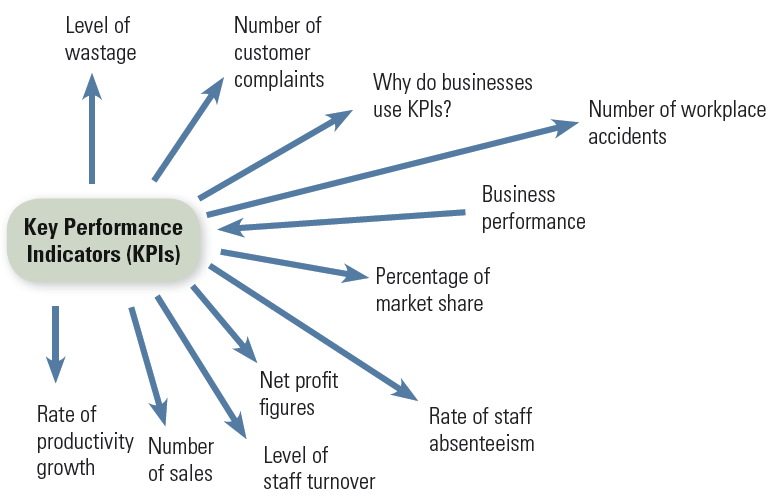 Level of
wastage
Number of
customer
complaints
Why do businesses
use KPIs?
Number of workplace
accidents
Business
performance
Key Performance
Indicators (KPIs)
Percentage of
market share
Net profit
figures
Rate of staff
absenteeism
Rate of
productivity
growth
Number
of sales
Level of
staff turnover